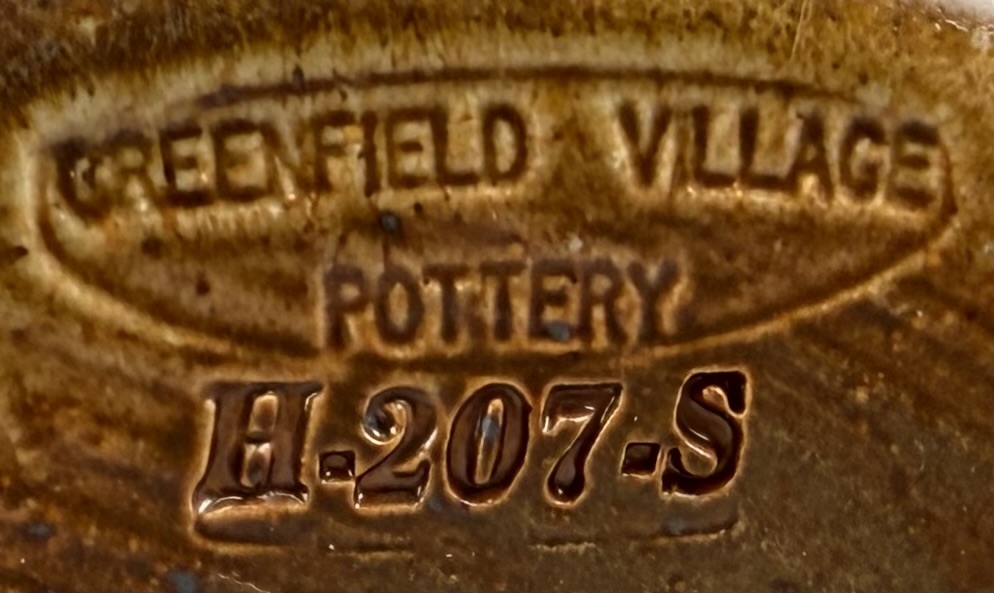 GREENFIELD VILLAGE
POTTERY
H-207-S